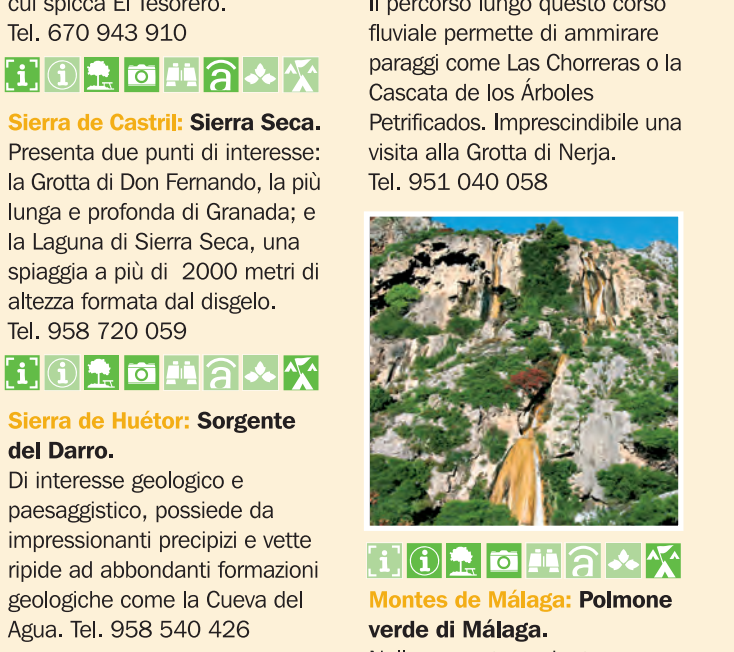 cui spicca El Tesorero.
Tel. 670 943 910
Sierra de Castril: Sierra Seca.
Presenta due punti di interesse:
la Grotta di Don Fernando, la più
lunga e profonda di Granada; e
la Laguna di Sierra Seca, una
spiaggia a più di 2000 metri di
altezza formata dal disgelo.
Tel. 958 720 059
Sierra de Huétor: Sorgente
del Darro.
Di interesse geologico e
paesaggistico, possiede da
impressionanti precipizi e vette
ripide ad abbondanti formazioni
geologiche come la Cueva del
Agua. Tel. 958 540 426
Il percorso lungo questo corso
fluviale permette di ammirare
paraggi come Las Chorreras o la
Cascata de los Árboles
Petrificados. Imprescindibile una
visita alla Grotta di Nerja.
Tel. 951 040 058
Montes de Málaga: Polmone
verde di Málaga.